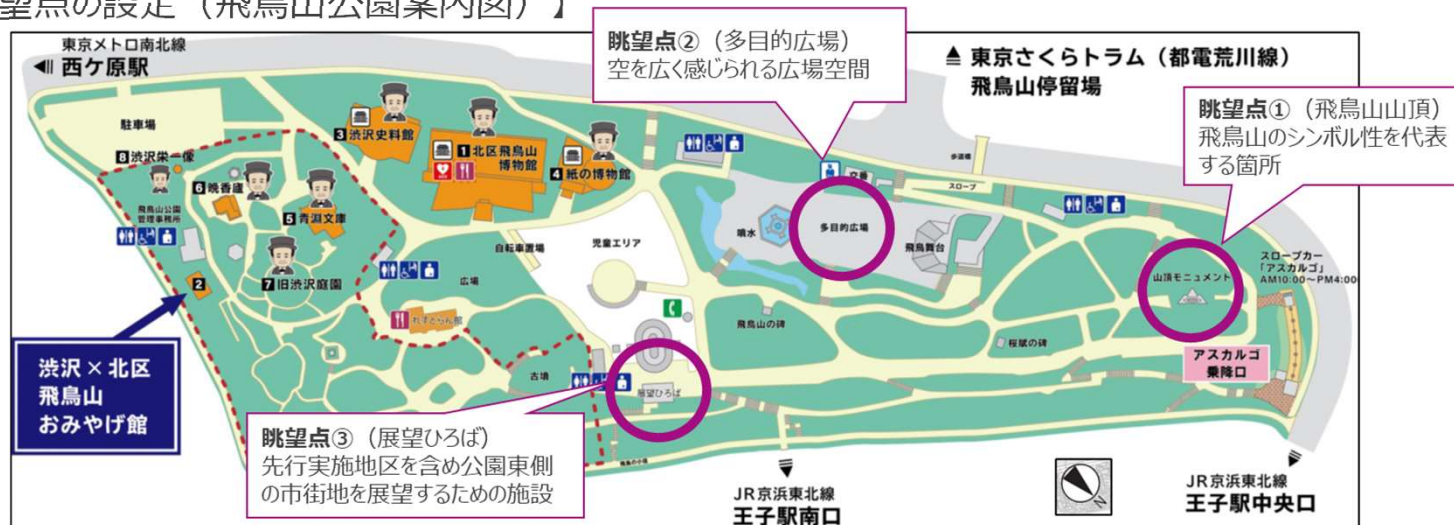 望点の設定（飛鳥山公園案内図）】
東京メトロ南北線
西ケ原駅
眺望点②（多目的広場）
空を広く感じられる広場空間
東京さくらトラム（都電荒川線）
飛鳥山停留場
眺望点①（飛鳥山山頂）
飛鳥山のシンボル性を代表
する箇所
駐車場
3 渋沢史料館
1 北区飛鳥山
博物館
4 紙の博物館
8 渋沢栄一像
6 晩香廬
5 青淵文庫
飛鳥山公園
管理事務所
7 旧渋沢庭園
2
自転車置場
児童エリア
広場
噴水
多目的広場
飛鳥舞台
交番
歩道橋
スロープ
山頂モニュメント
スロープカー
「アスカルゴ」
AM10:00〜PM4:00
飛鳥山の碑
桜賦の碑
アスカルゴ
乗降口
古墳
展望ひろば
渋沢×北区
飛鳥山
おみやげ館
眺望点③（展望ひろば）
先行実施地区を含め公園東側
の市街地を展望するための施設
JR京浜東北線
王子駅南口
N
JR京浜東北線
王子駅中央口